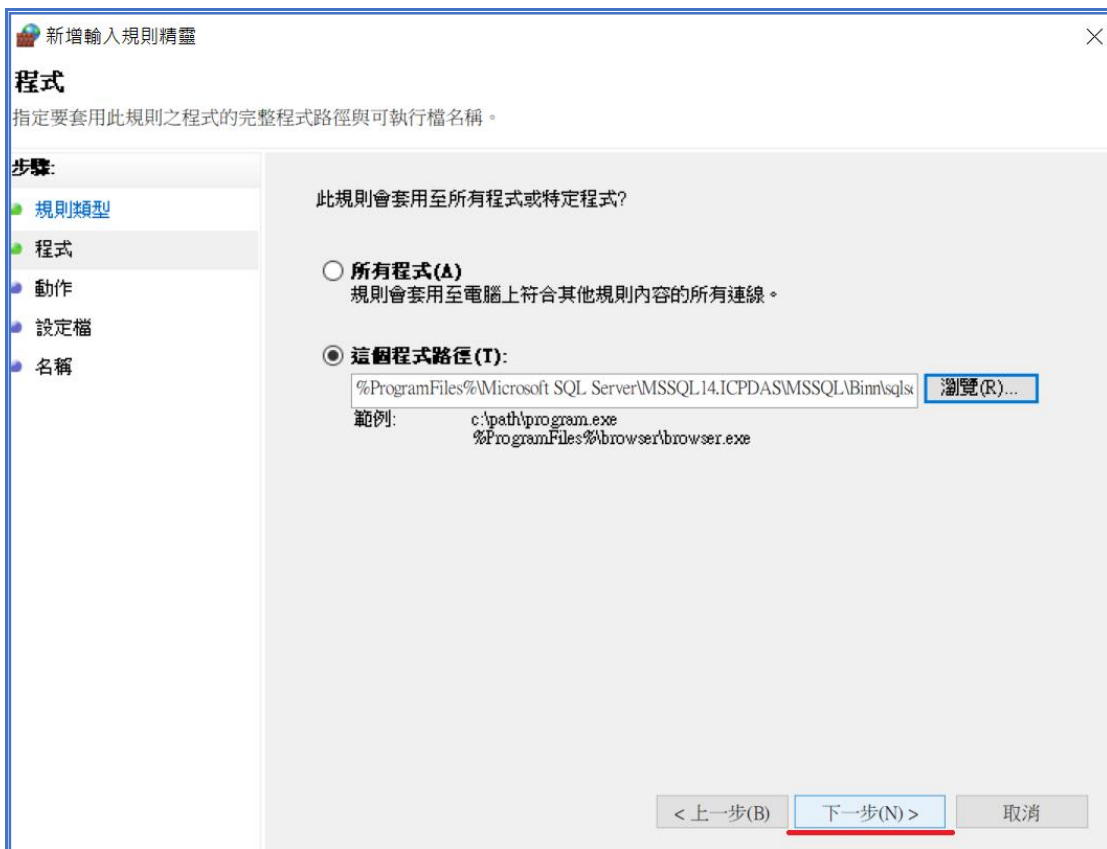 新增輸入規則精靈
程式
指定要套用此規則之程式的完整程式路徑與可執行檔名稱。
步驟:
規則類型
程式
動作
設定檔
名稱
此規則會套用至所有程式或特定程式?
所有程式(A)
規則會套用至電腦上符合其他規則內容的所有連線。
這個程式路徑(T):
%ProgramFiles%\Microsoft SQL Server\MSSQL14.ICPDAS\MSSQL\Binn\sqls
瀏覽(R)...
範例: c:\path\program.exe
%ProgramFiles%\browser\browser.exe
< 上一步(B) 下一步(N) > 取消